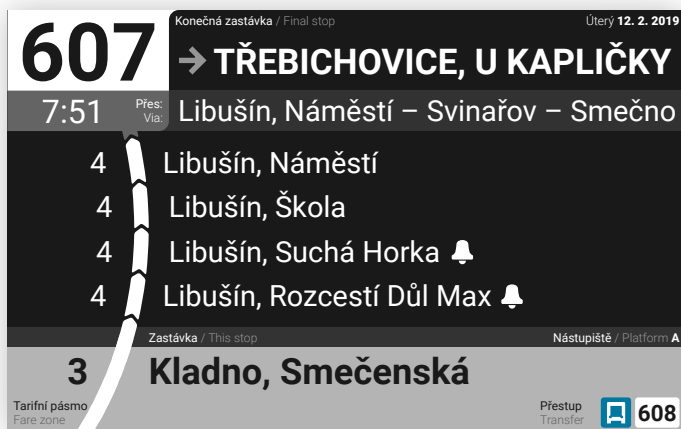 607
Konečná zastávka / Final stop
Úterý 12. 2. 2019
TŘEBICHOVICE, U KAPLIČKY
7:51
Přes:
Via:
Libušín, Náměstí – Svinařov – Smečno
4 Libušín, Náměstí
4 Libušín, Škola
4 Libušín, Suchá Horka
4 Libušín, Rozcestí Důl Max
Zastávka / This stop
Nástupiště / Platform A
3 Kladno, Smečenská
Tarifní pásmo
Fare zone
Přestup
Transfer
608